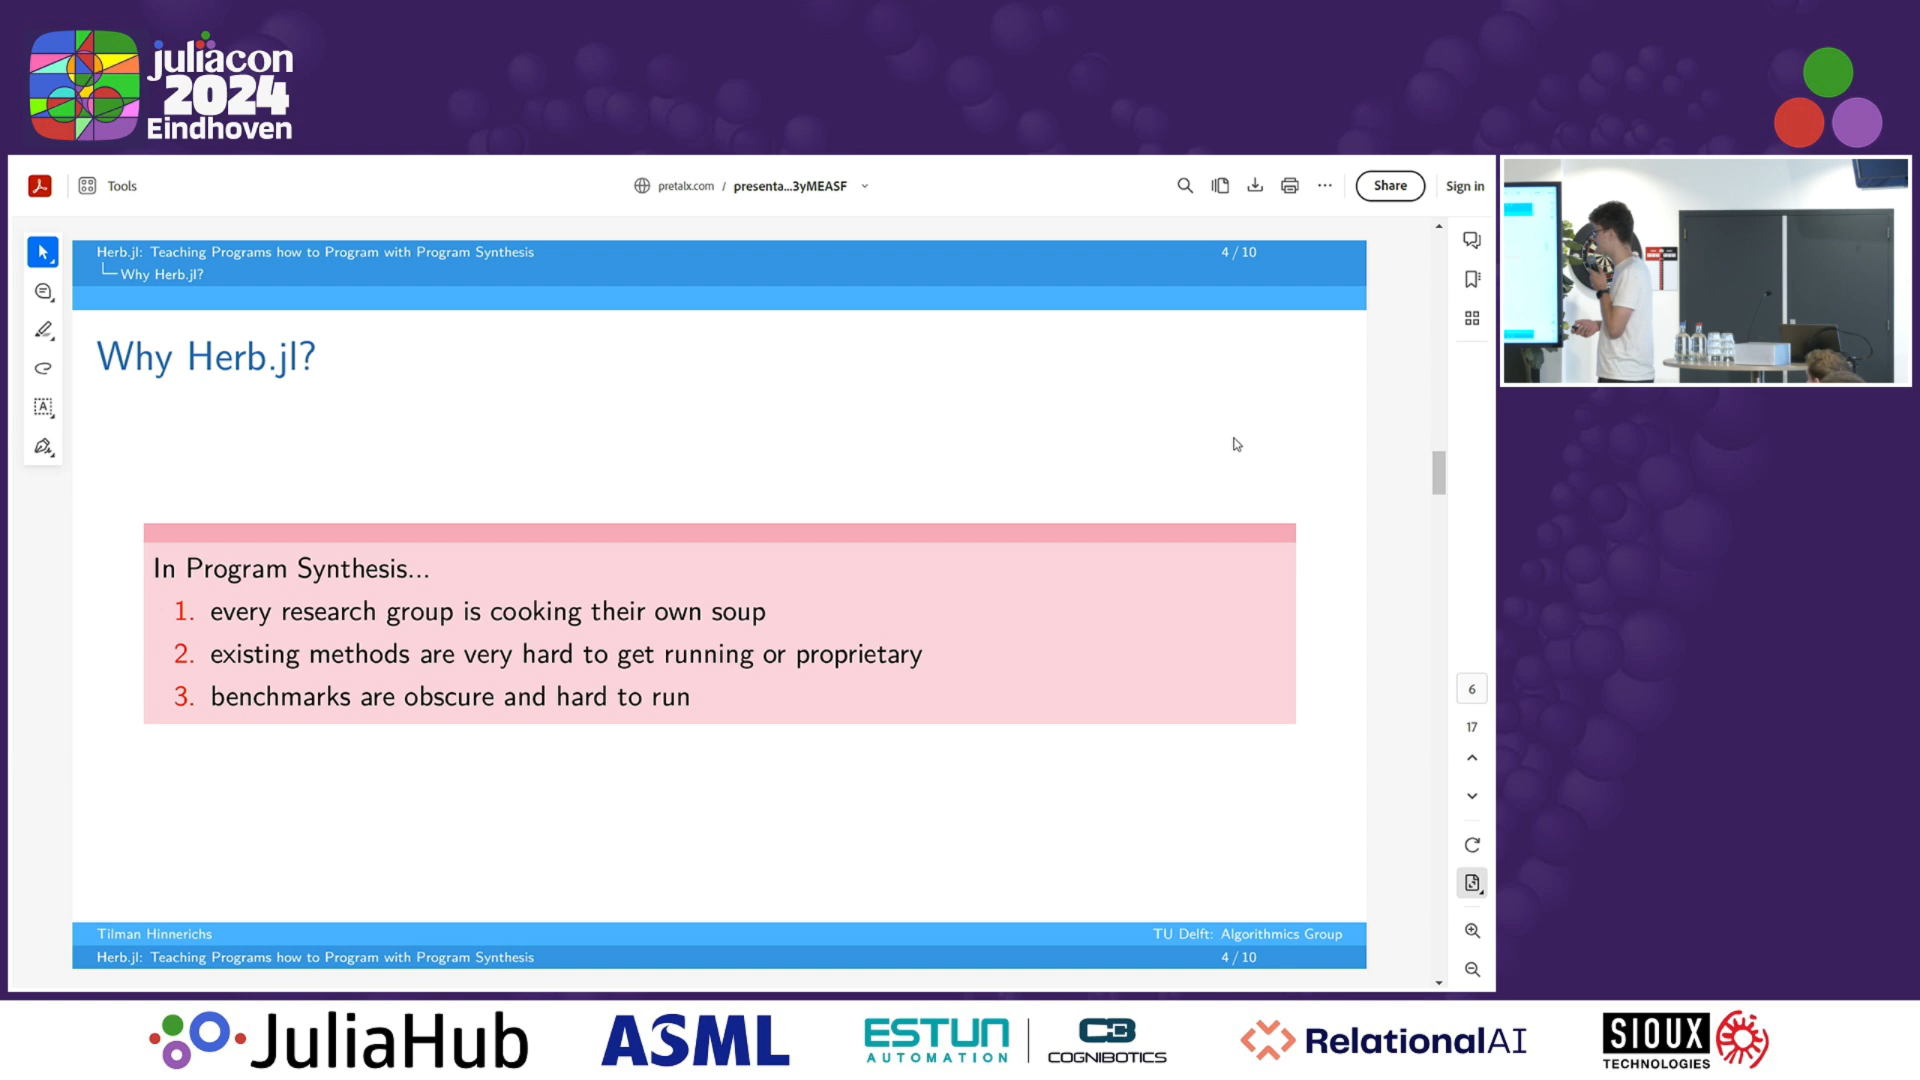 juliacon
2024
Eindhoven
Tools
pretalx.com / presenta...3yMEASF
Share
Sign in
Herb.jl: Teaching Programs how to Program with Program Synthesis
4 / 10
Why Herb.jl?
Why Herb.jl?
In Program Synthesis...
1. every research group is cooking their own soup
2. existing methods are very hard to get running or proprietary
3. benchmarks are obscure and hard to run
6
17
Tilman Hinnerichs
TU Delft: Algorithmics Group
Herb.jl: Teaching Programs how to Program with Program Synthesis
4 / 10
JuliaHub
ASML
ESTUN
AUTOMATION
COGNIBOTICS
RelationalAI
SIOUX
TECHNOLOGIES